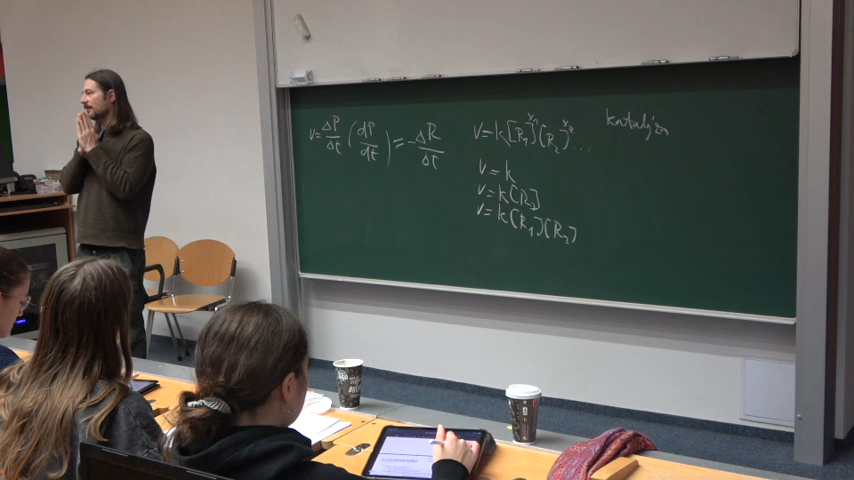 v = ΔP/Δt (dP/dt) = -ΔR/Δt
v = k[R₁]^x₁[R₂]^x₂...
v = k
v = k[R]
v = k[R₁][R₂]
katalýza